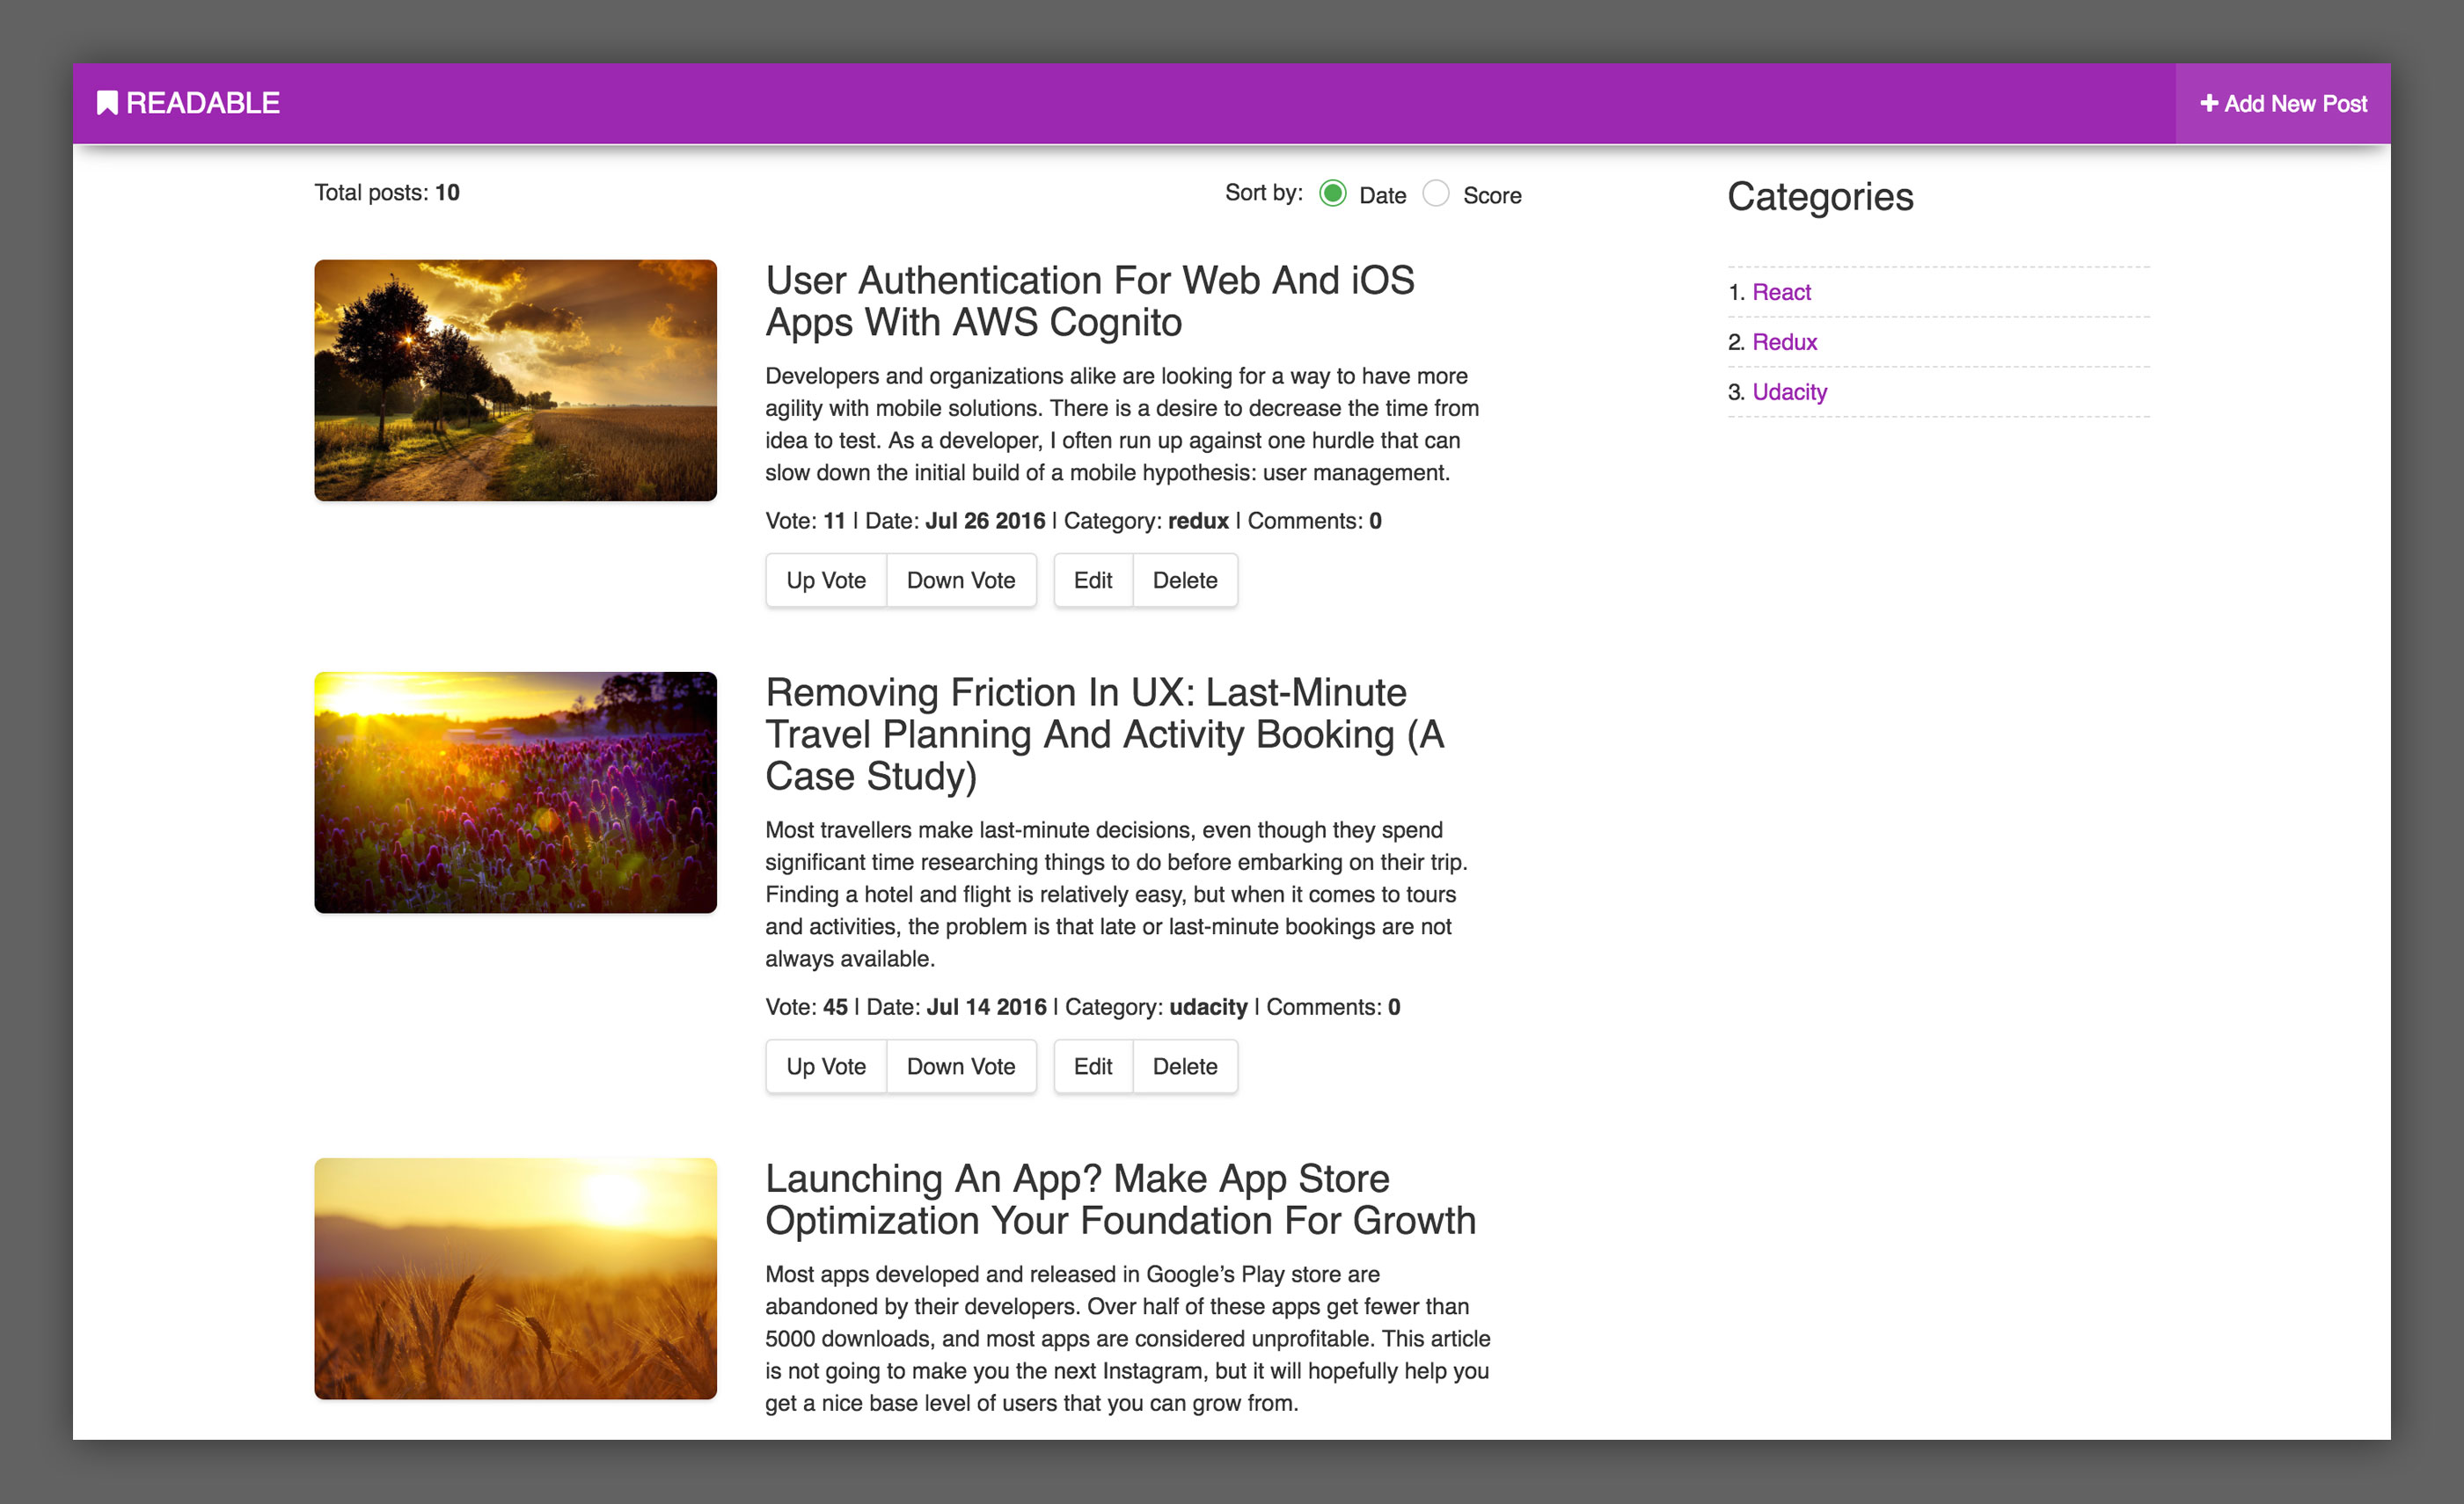 READABLE
+ Add New Post
Total posts: 10
Sort by: Date Score
Categories
1. React
2. Redux
3. Udacity
User Authentication For Web And iOS
Apps With AWS Cognito
Developers and organizations alike are looking for a way to have more
agility with mobile solutions. There is a desire to decrease the time from
idea to test. As a developer, I often run up against one hurdle that can
slow down the initial build of a mobile hypothesis: user management.
Vote: 11 | Date: Jul 26 2016 | Category: redux | Comments: 0
Up Vote Down Vote Edit Delete
Removing Friction In UX: Last-Minute
Travel Planning And Activity Booking (A
Case Study)
Most travellers make last-minute decisions, even though they spend
significant time researching things to do before embarking on their trip.
Finding a hotel and flight is relatively easy, but when it comes to tours
and activities, the problem is that late or last-minute bookings are not
always available.
Vote: 45 | Date: Jul 14 2016 | Category: udacity | Comments: 0
Up Vote Down Vote Edit Delete
Launching An App? Make App Store
Optimization Your Foundation For Growth
Most apps developed and released in Google’s Play store are
abandoned by their developers. Over half of these apps get fewer than
5000 downloads, and most apps are considered unprofitable. This article
is not going to make you the next Instagram, but it will hopefully help you
get a nice base level of users that you can grow from.